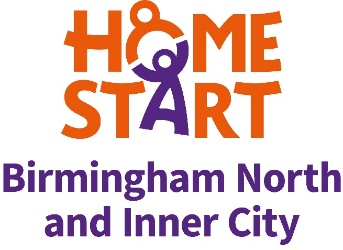 HOME
START
Birmingham North
and Inner City